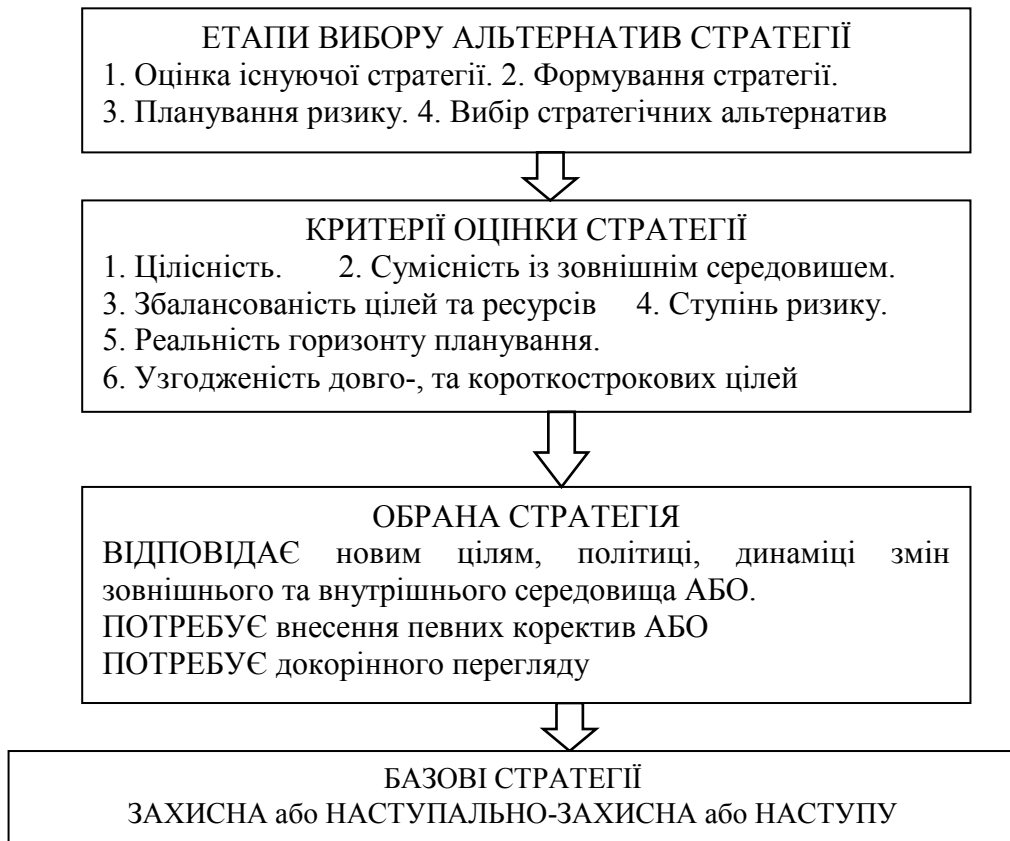 ЕТАПИ ВИБОРУ АЛЬТЕРНАТИВ СТРАТЕГІЇ
1. Оцінка існуючої стратегії. 2. Формування стратегії.
3. Планування ризику. 4. Вибір стратегічних альтернатив
КРИТЕРІЇ ОЦІНКИ СТРАТЕГІЇ
1. Цілісність. 2. Сумісність із зовнішнім середовишем.
3. Збалансованість цілей та ресурсів 4. Ступінь ризику.
5. Реальність горизонту планування.
6. Узгодженість довго-, та короткострокових цілей
ОБРАНА СТРАТЕГІЯ
ВІДПОВІДАЄ новим цілям, політиці, динаміці змін
зовнішнього та внутрішнього середовища АБО.
ПОТРЕБУЄ внесення певних коректив АБО
ПОТРЕБУЄ докорінного перегляду
БАЗОВІ СТРАТЕГІЇ
ЗАХИСНА або НАСТУПАЛЬНО-ЗАХИСНА або НАСТУПУ